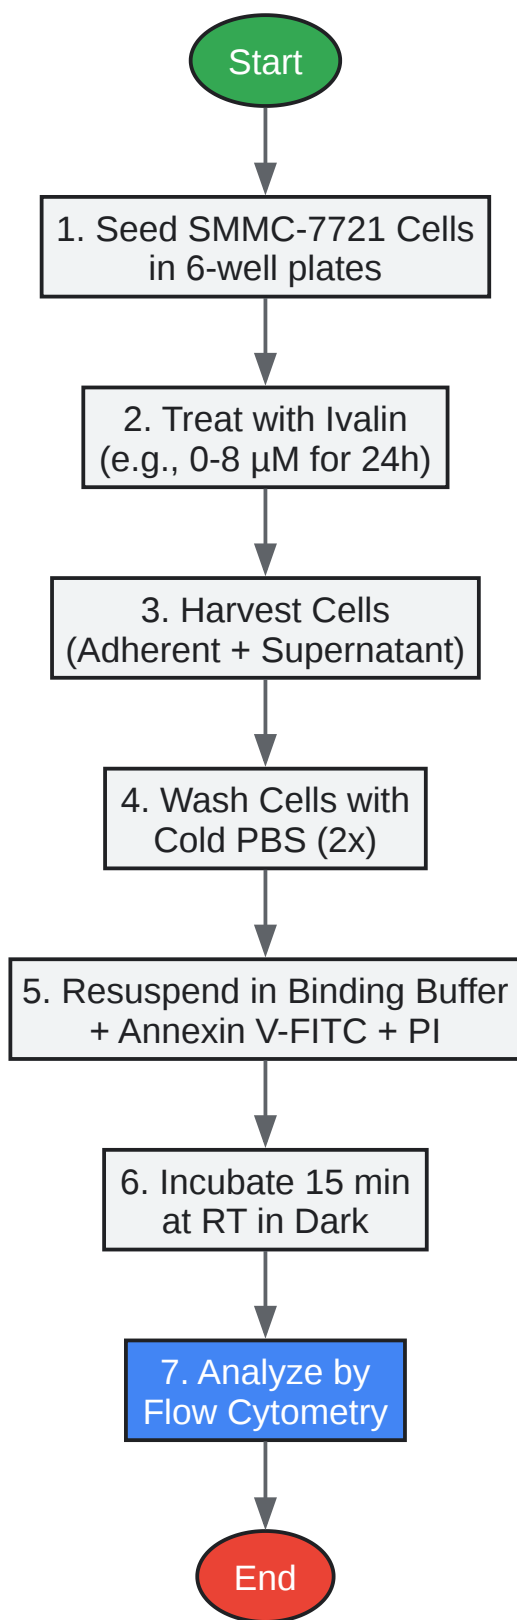 Start
1. Seed SMMC-7721 Cells
in 6-well plates
2. Treat with Ivalin
(e.g., 0-8 µM for 24h)
3. Harvest Cells
(Adherent + Supernatant)
4. Wash Cells with
Cold PBS (2x)
5. Resuspend in Binding Buffer
+ Annexin V-FITC + PI
6. Incubate 15 min
at RT in Dark
7. Analyze by
Flow Cytometry
End